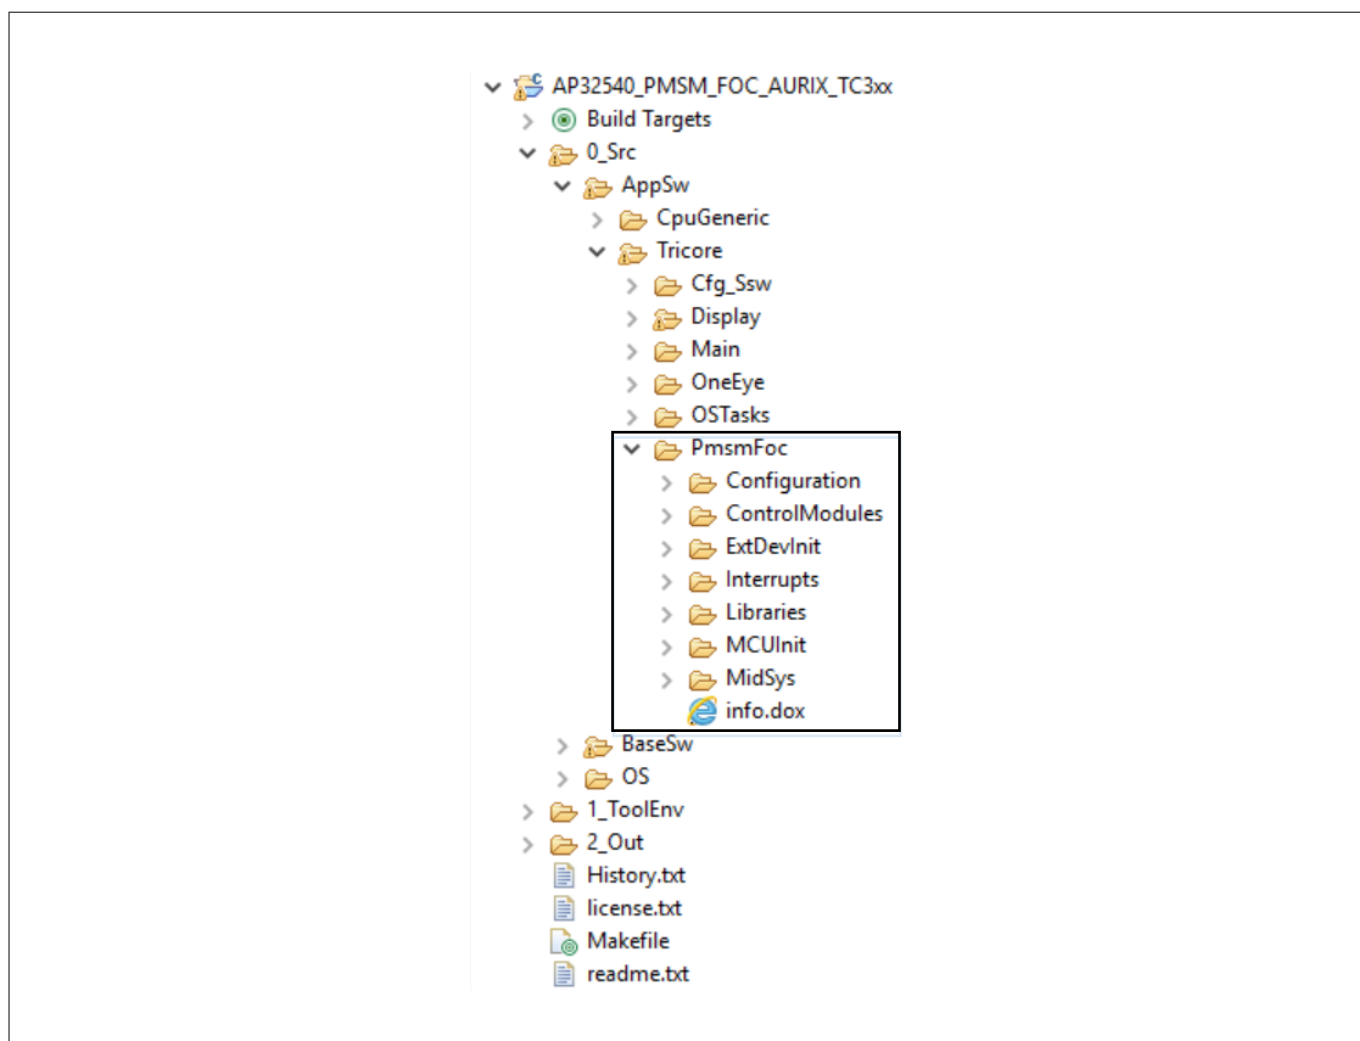 AP32540_PMSM_FOC_AURIX_TC3xx
Build Targets
0_Src
AppSw
CpuGeneric
Tricore
Cfg_Ssw
Display
Main
OneEye
OSTasks
PmsmFoc
Configuration
ControlModules
ExtDevInit
Interrupts
Libraries
MCUInit
MidSys
info.dox
BaseSw
OS
1_ToolEnv
2_Out
History.txt
license.txt
Makefile
readme.txt